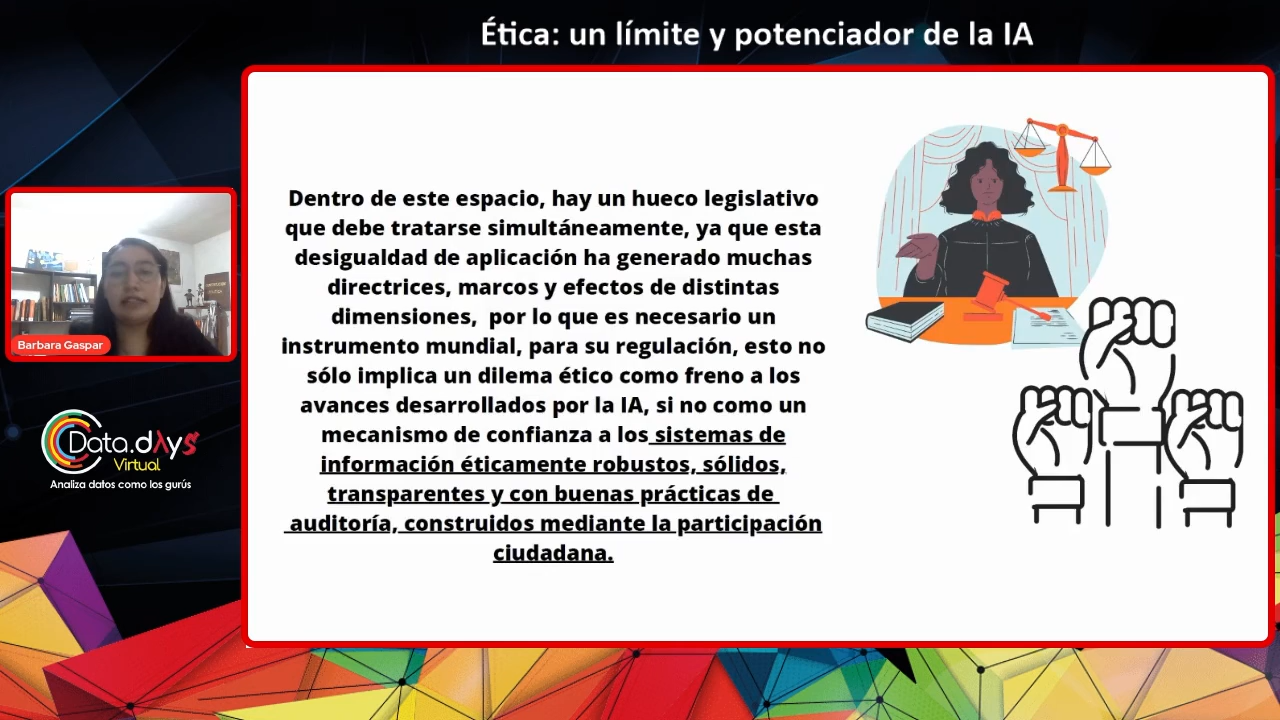 Ética: un límite y potenciador de la IA
Dentro de este espacio, hay un hueco legislativo
que debe tratarse simultáneamente, ya que esta
desigualdad de aplicación ha generado muchas
directrices, marcos y efectos de distintas
dimensiones, por lo que es necesario un
instrumento mundial, para su regulación, esto no
sólo implica un dilema ético como freno a los
avances desarrollados por la IA, si no como un
mecanismo de confianza a los sistemas de
información éticamente robustos, sólidos,
transparentes y con buenas prácticas de
auditoría, construidos mediante la participación
ciudadana.
Barbara Gaspar
Data.dAys
Virtual
Analiza datos como los gurús